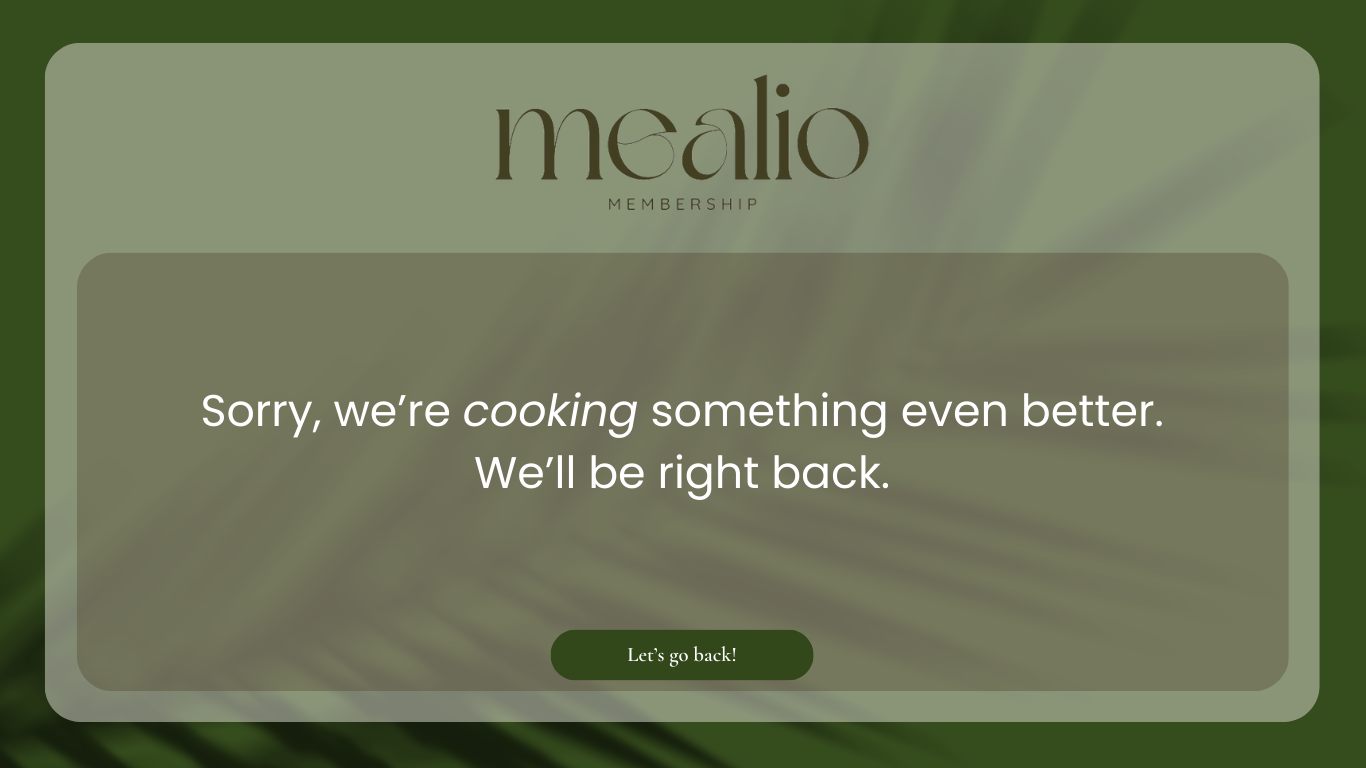 mealio
MEMBERSHIP
Sorry, we’re cooking something even better.
We’ll be right back.
Let’s go back!